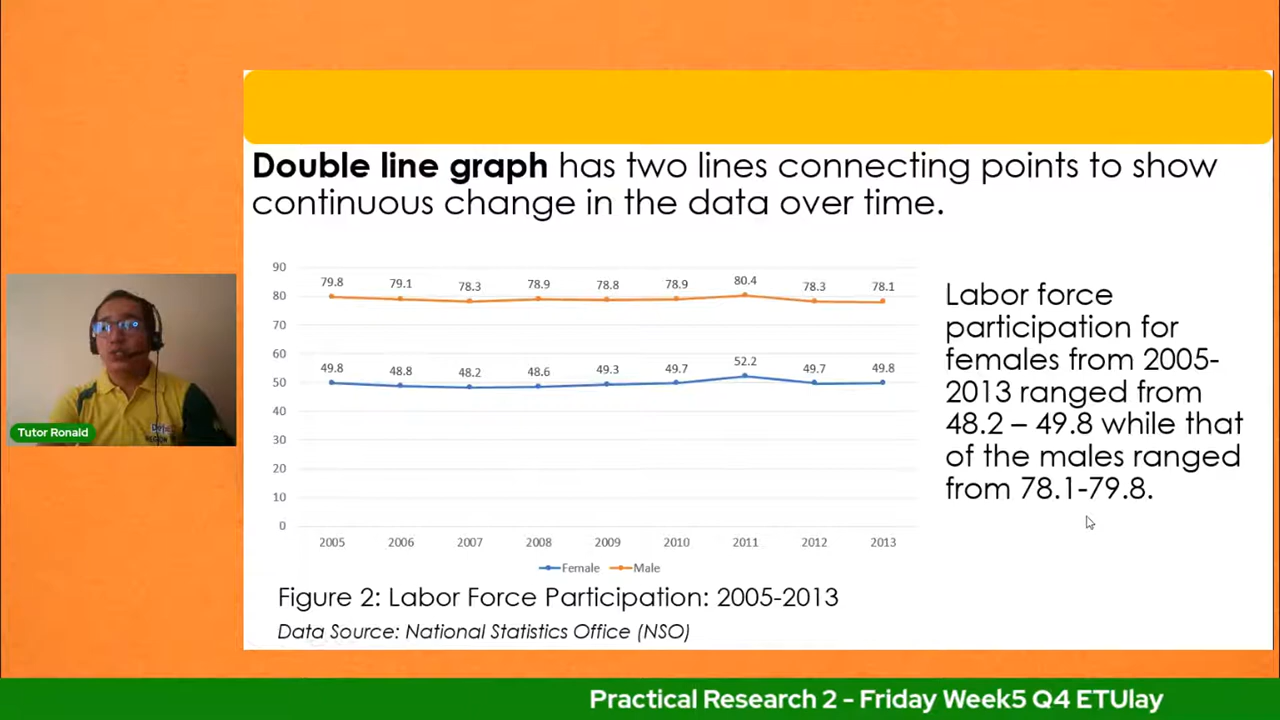 Double line graph has two lines connecting points to show
continuous change in the data over time.
90
79.8 79.1 78.3 78.9 78.8 78.9 80.4 78.3 78.1
80
70
60
49.8 48.8 48.2 48.6 49.3 49.7 52.2 49.7 49.8
50
40
30
20
10
0
2005 2006 2007 2008 2009 2010 2011 2012 2013
Female Male
Labor force
participation for
females from 2005-
2013 ranged from
48.2 – 49.8 while that
of the males ranged
from 78.1-79.8.
Figure 2: Labor Force Participation: 2005-2013
Data Source: National Statistics Office (NSO)
Tutor Ronald
Practical Research 2 - Friday Week5 Q4 ETUlay